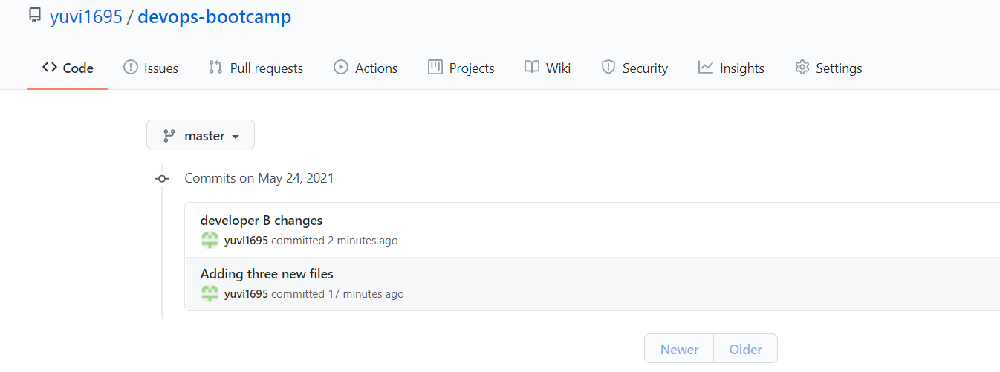 yuvi1695 / devops-bootcamp
Code Issues Pull requests Actions Projects Wiki Security Insights Settings
master
Commits on May 24, 2021
developer B changes
yuvi1695 committed 2 minutes ago
Adding three new files
yuvi1695 committed 17 minutes ago
Newer Older